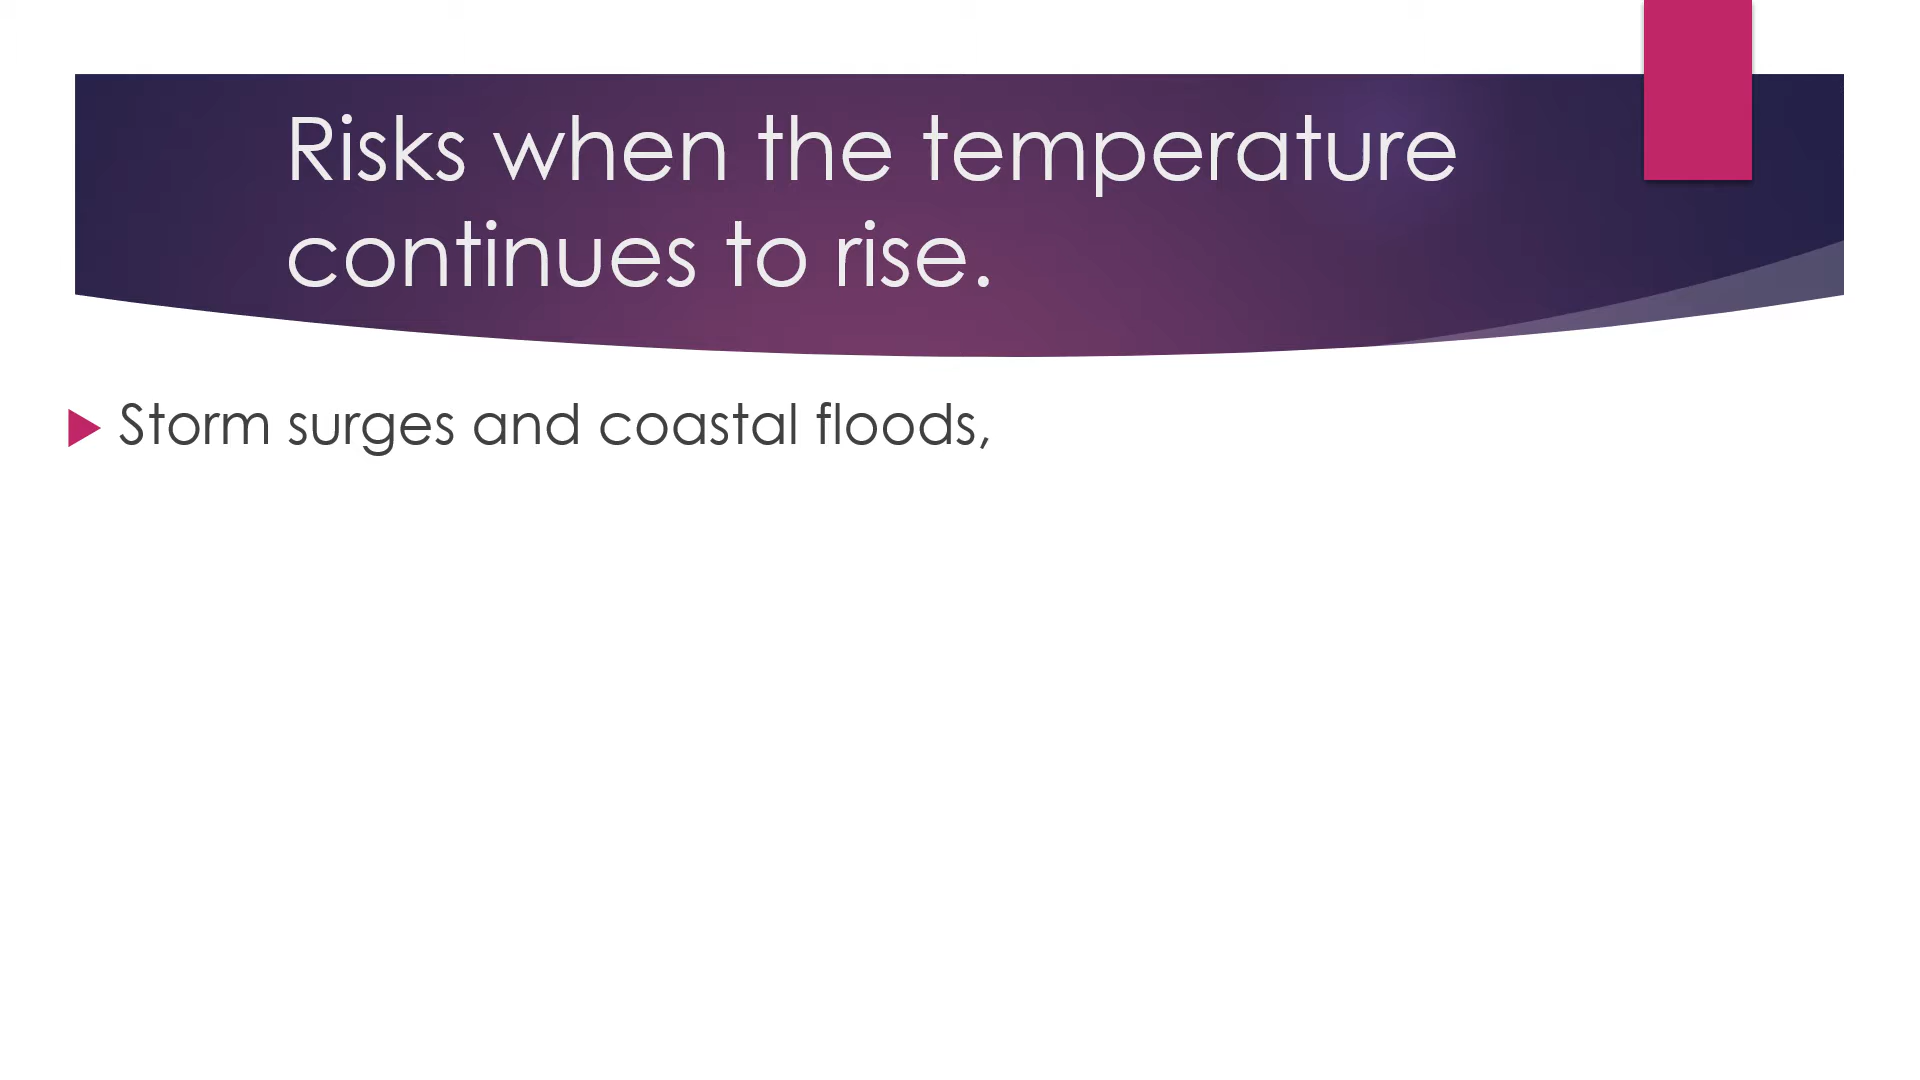 Risks when the temperature
continues to rise.
Storm surges and coastal floods,